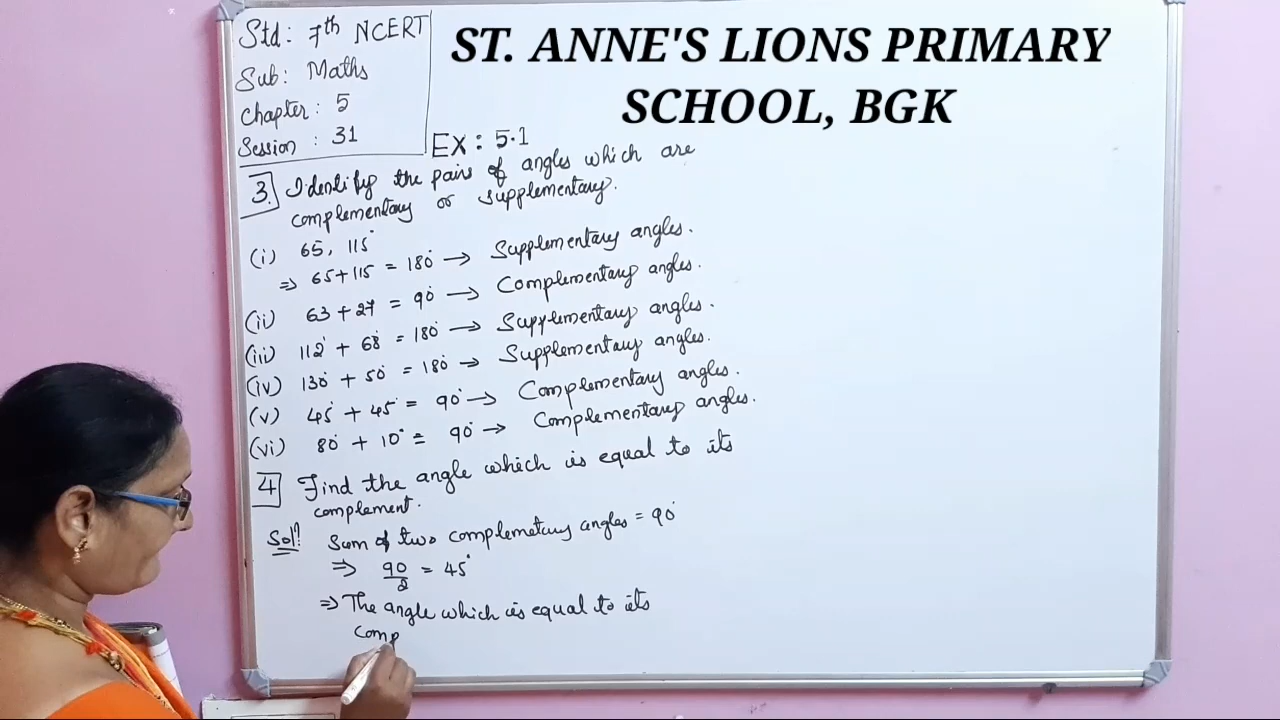 Std: 7th NCERT
Sub: Maths
Chapter: 5
Session: 31
ST. ANNE'S LIONS PRIMARY
SCHOOL, BGK
EX: 5.1
3. Identify the pairs of angles which are
complementary or supplementary.
(i) 65°, 115°
⇒ 65+115 = 180° → Supplementary angles.
(ii) 63 + 27 = 90° → Complementary angles.
(iii) 112° + 68° = 180° → Supplementary angles.
(iv) 130° + 50° = 180° → Supplementary angles.
(v) 45° + 45° = 90° → Complementary angles.
(vi) 80° + 10° = 90° → Complementary angles.
4 Find the angle which is equal to its
complement.
Sol? Sum of two complemetary angles = 90°
⇒ 90/2 = 45°
⇒ The angle which is equal to its
comp